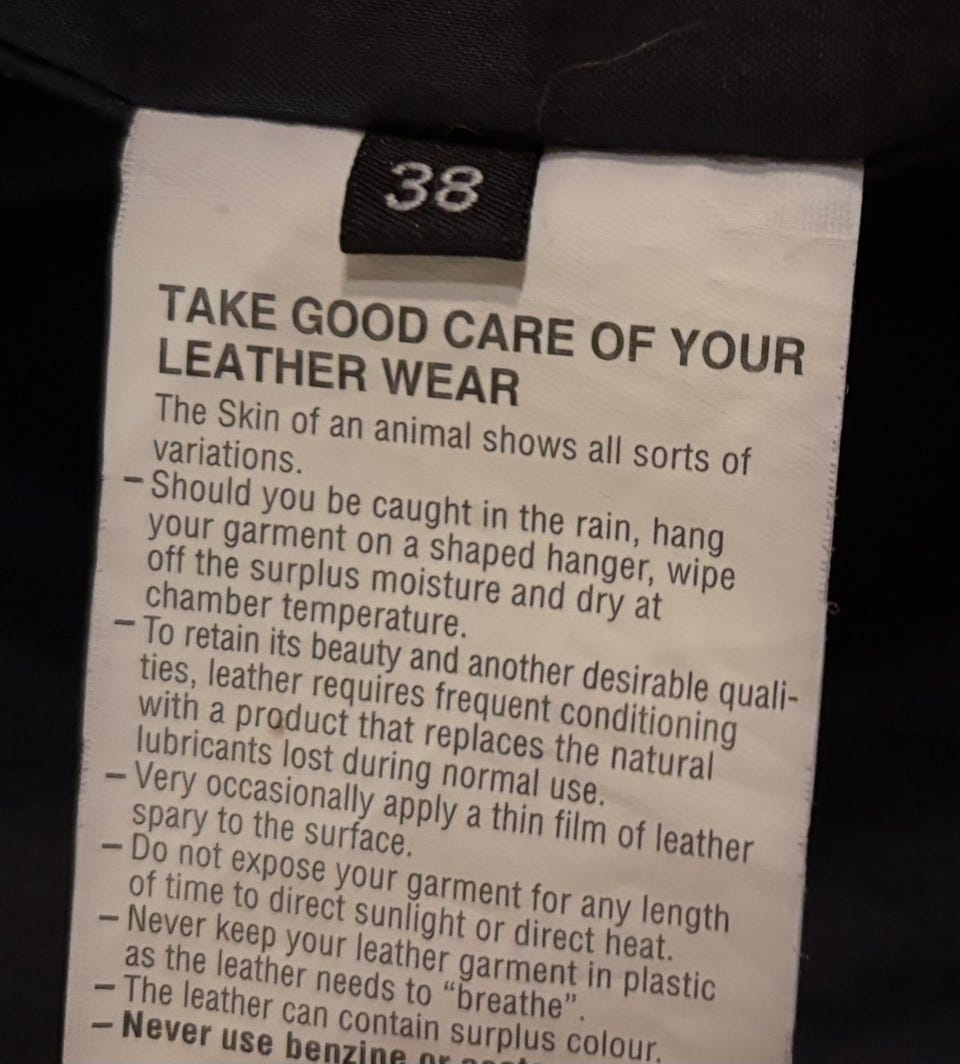 38
TAKE GOOD CARE OF YOUR
LEATHER WEAR
The Skin of an animal shows all sorts of
variations.
– Should you be caught in the rain, hang
your garment on a shaped hanger, wipe
off the surplus moisture and dry at
chamber temperature.
– To retain its beauty and another desirable quali-
ties, leather requires frequent conditioning
with a product that replaces the natural
lubricants lost during normal use.
– Very occasionally apply a thin film of leather
spary to the surface.
– Do not expose your garment for any length
of time to direct sunlight or direct heat.
– Never keep your leather garment in plastic
as the leather needs to “breathe”.
– The leather can contain surplus colour.
– Never use benzine or